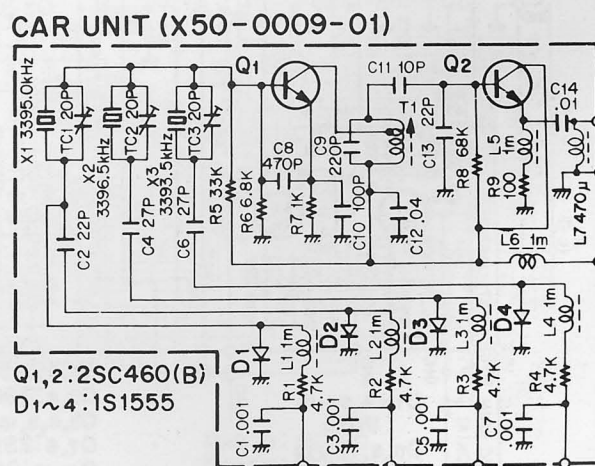 CAR UNIT (X50-0009-01)
X1 3395.0kHz
TC1 20P
X2 3396.5kHz
TC2 20P
X3 3393.5kHz
TC3 20P
Q1
C11 10P
Q2
C14 .01
C8 470P
C9 220P
T1
C13 22P
R8 68K
L5 1m
R9 100
L7 470μ
C2 22P
C4 27P
C6 27P
R5 33K
R6 6.8K
R7 1K
C10 100P
C12 .04
L6 1m
D1
L1 1m
R1 4.7K
D2
L2 1m
R2 4.7K
D3
L3 1m
R3 4.7K
D4
L4 1m
R4 4.7K
Q1,2:2SC460(B)
D1~4:1S1555
C1 .001
C3 .001
C5 .001
C7 .001